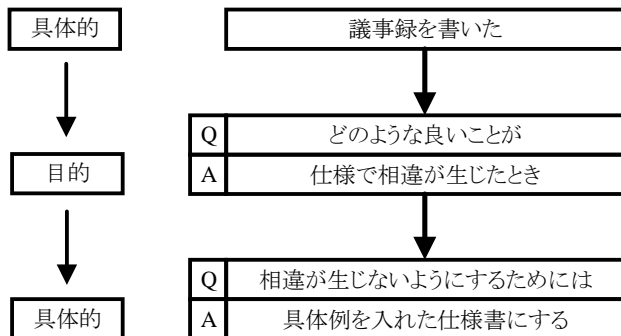 具体的
議事録を書いた
Q どのような良いことが
目的
A 仕様で相違が生じたとき
Q 相違が生じないようにするためには
具体的
A 具体例を入れた仕様書にする